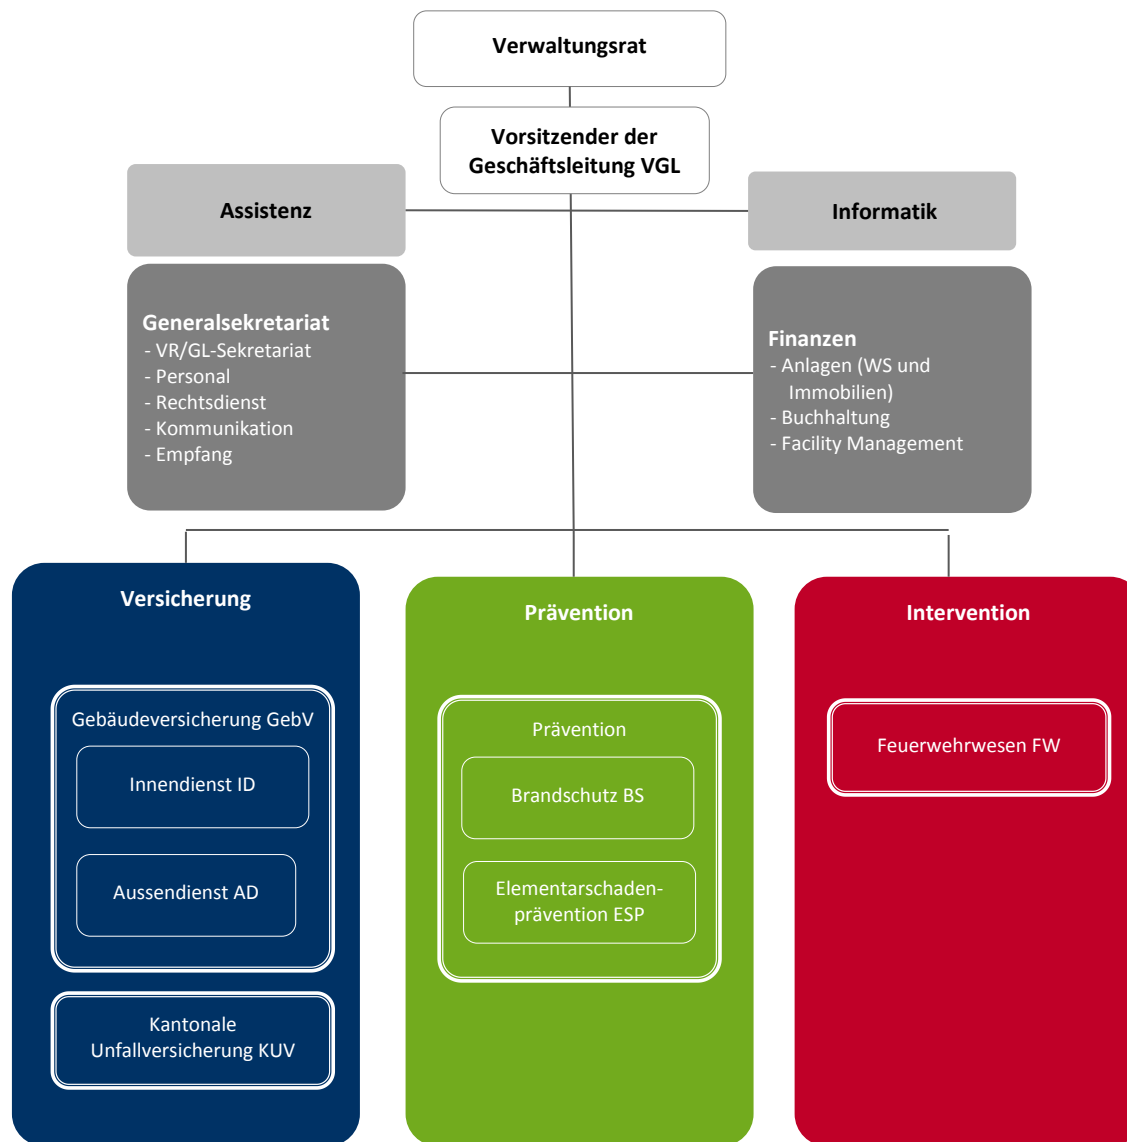 Verwaltungsrat
Vorsitzender der
Geschäftsleitung VGL
Assistenz
Informatik
Generalsekretariat
- VR/GL-Sekretariat
- Personal
- Rechtsdienst
- Kommunikation
- Empfang
Finanzen
- Anlagen (WS und
Immobilien)
- Buchhaltung
- Facility Management
Versicherung
Gebäudeversicherung GebV
Innendienst ID
Aussendienst AD
Kantonale
Unfallversicherung KUV
Prävention
Prävention
Brandschutz BS
Elementarschaden-
prävention ESP
Intervention
Feuerwehrwesen FW